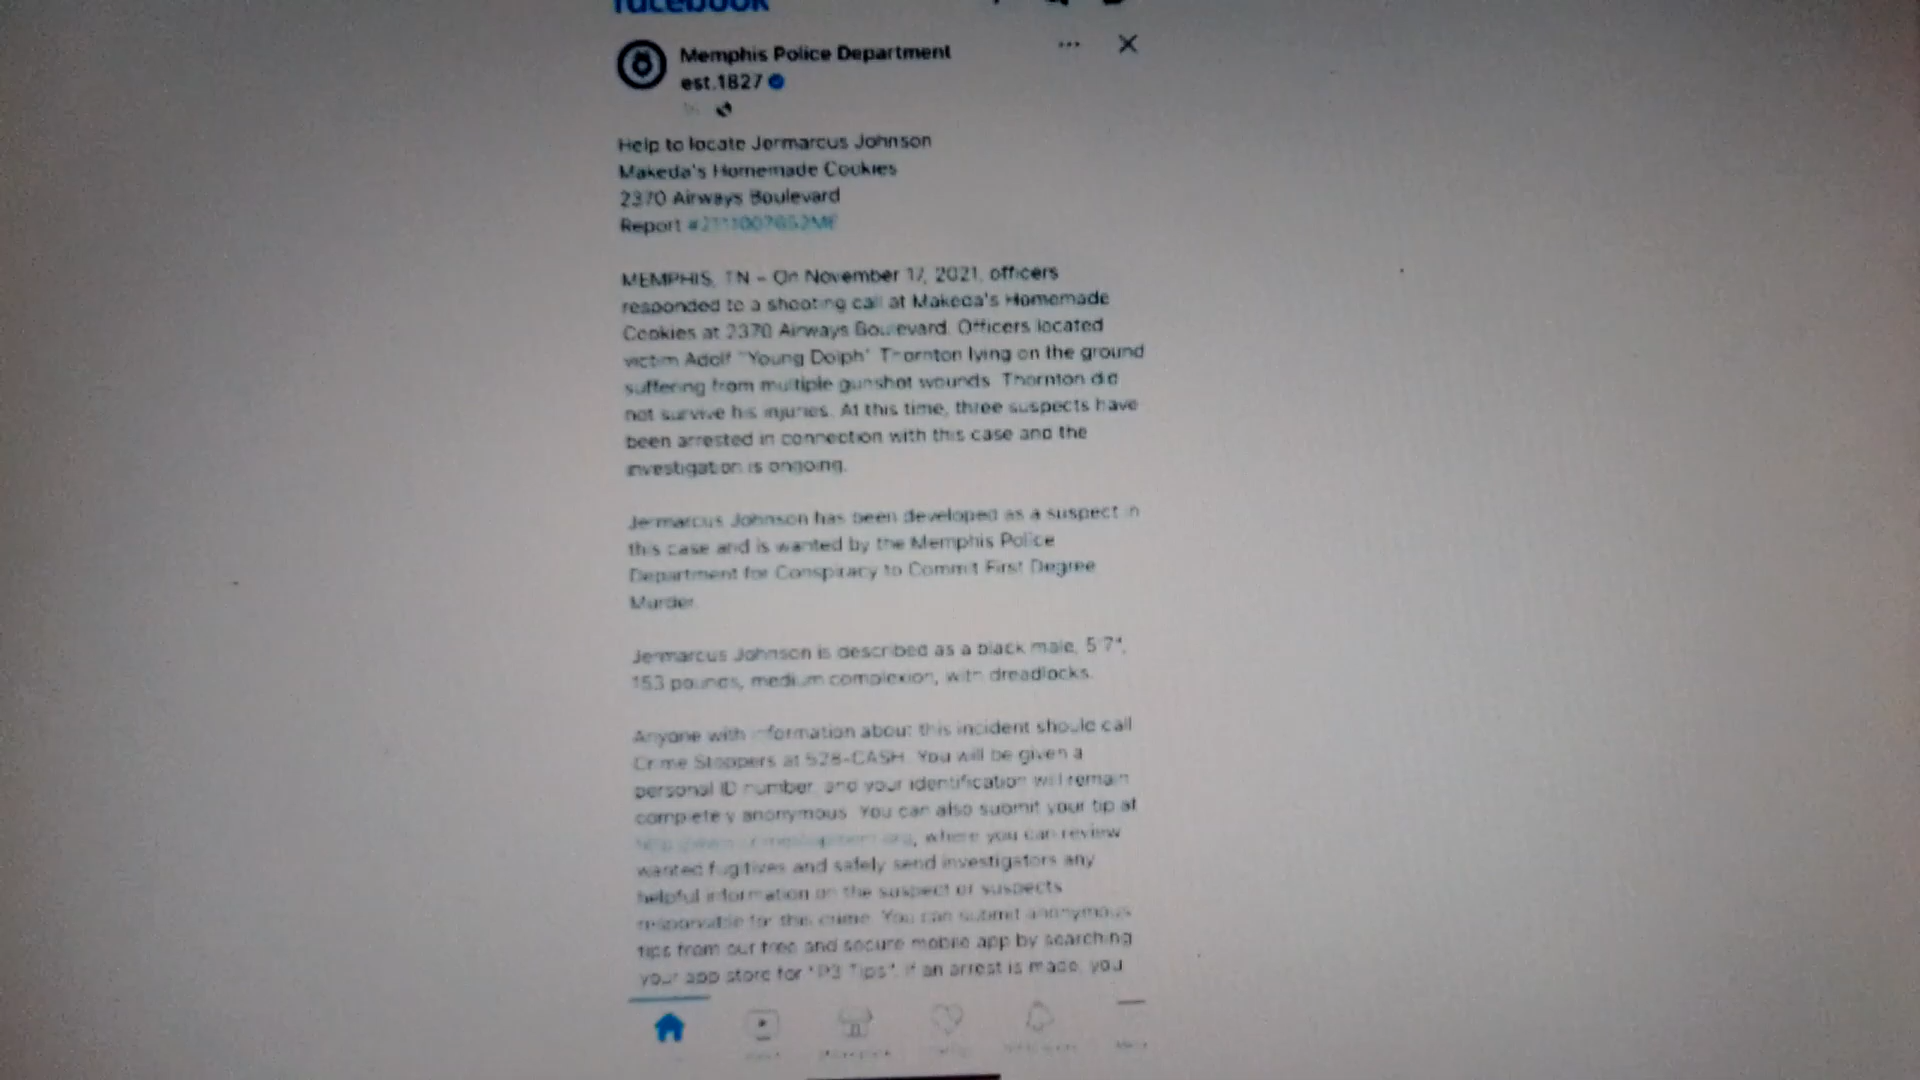 facebook
Memphis Police Department
est.1827
Help to locate Jermarcus Johnson
Makeda's Homemade Cookies
2370 Airways Boulevard
Report
MEMPHIS, TN – On November 17, 2021, officers
responded to a shooting call at Makeda's Homemade
Cookies at 2370 Airways Boulevard. Officers located
victim Adolf "Young Dolph" Thornton lying on the ground
suffering from multiple gunshot wounds. Thornton did
not survive his injuries. At this time, three suspects have
been arrested in connection with this case and the
investigation is ongoing.
Jermarcus Johnson has been developed as a suspect in
this case and is wanted by the Memphis Police
Department for Conspiracy to Commit First Degree
Murder.
Jermarcus Johnson is described as a black male, 5'7",
153 pounds, medium complexion, with dreadlocks.
Anyone with information about this incident should call
Crime Stoppers at 528-CASH. You will be given a
personal ID number, and your identification will remain
completely anonymous. You can also submit your tip at
, where you can review
wanted fugitives and safely send investigators any
helpful information on the suspect or suspects
responsible for this crime. You can submit anonymous
tips from our free and secure mobile app by searching
your app store for "P3 Tips". If an arrest is made, you